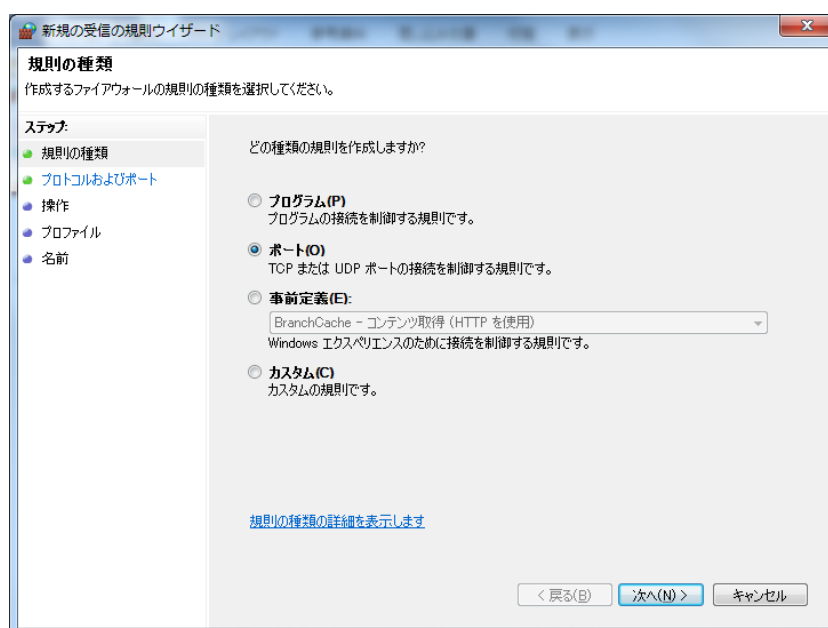 新規の受信の規則ウイザード
規則の種類
作成するファイアウォールの規則の種類を選択してください。
ステップ:
規則の種類
プロトコルおよびポート
操作
プロファイル
名前
どの種類の規則を作成しますか?
プログラム(P)
プログラムの接続を制御する規則です。
ポート(O)
TCP または UDP ポートの接続を制御する規則です。
事前定義(E):
BranchCache - コンテンツ取得 (HTTP を使用)
Windows エクスペリエンスのために接続を制御する規則です。
カスタム(C)
カスタムの規則です。
規則の種類の詳細を表示します
< 戻る(B)
次へ(N) >
キャンセル